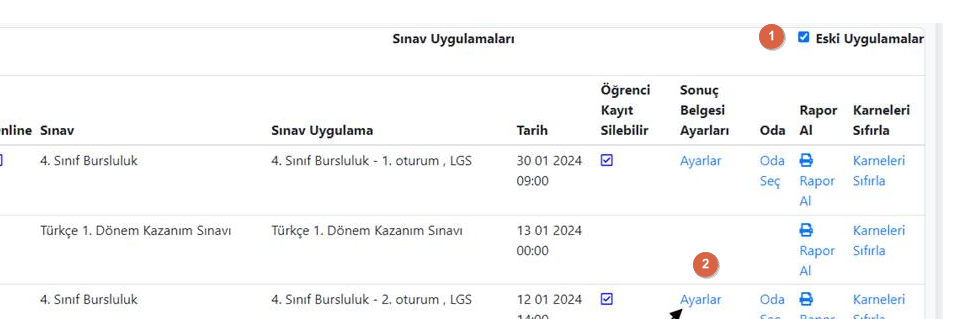 Sınav Uygulamaları
1
Eski Uygulamalar
Öğrenci Kayıt Silebilir
Sonuç Belgesi Ayarları
nline Sınav Sınav Uygulama Tarih Oda Rapor Al Karneleri Sıfırla
4. Sınıf Bursluluk 4. Sınıf Bursluluk - 1. oturum , LGS 30 01 2024 Ayarlar Oda Karneleri
09:00 Seç Rapor Sıfırla
Al
Türkçe 1. Dönem Kazanım Sınavı Türkçe 1. Dönem Kazanım Sınavı 13 01 2024 Karneleri
00:00 Rapor Sıfırla
2 Al
4. Sınıf Bursluluk 4. Sınıf Bursluluk - 2. oturum , LGS 12 01 2024 Ayarlar Oda Karneleri
14:00 Seç Rapor Sıfırla